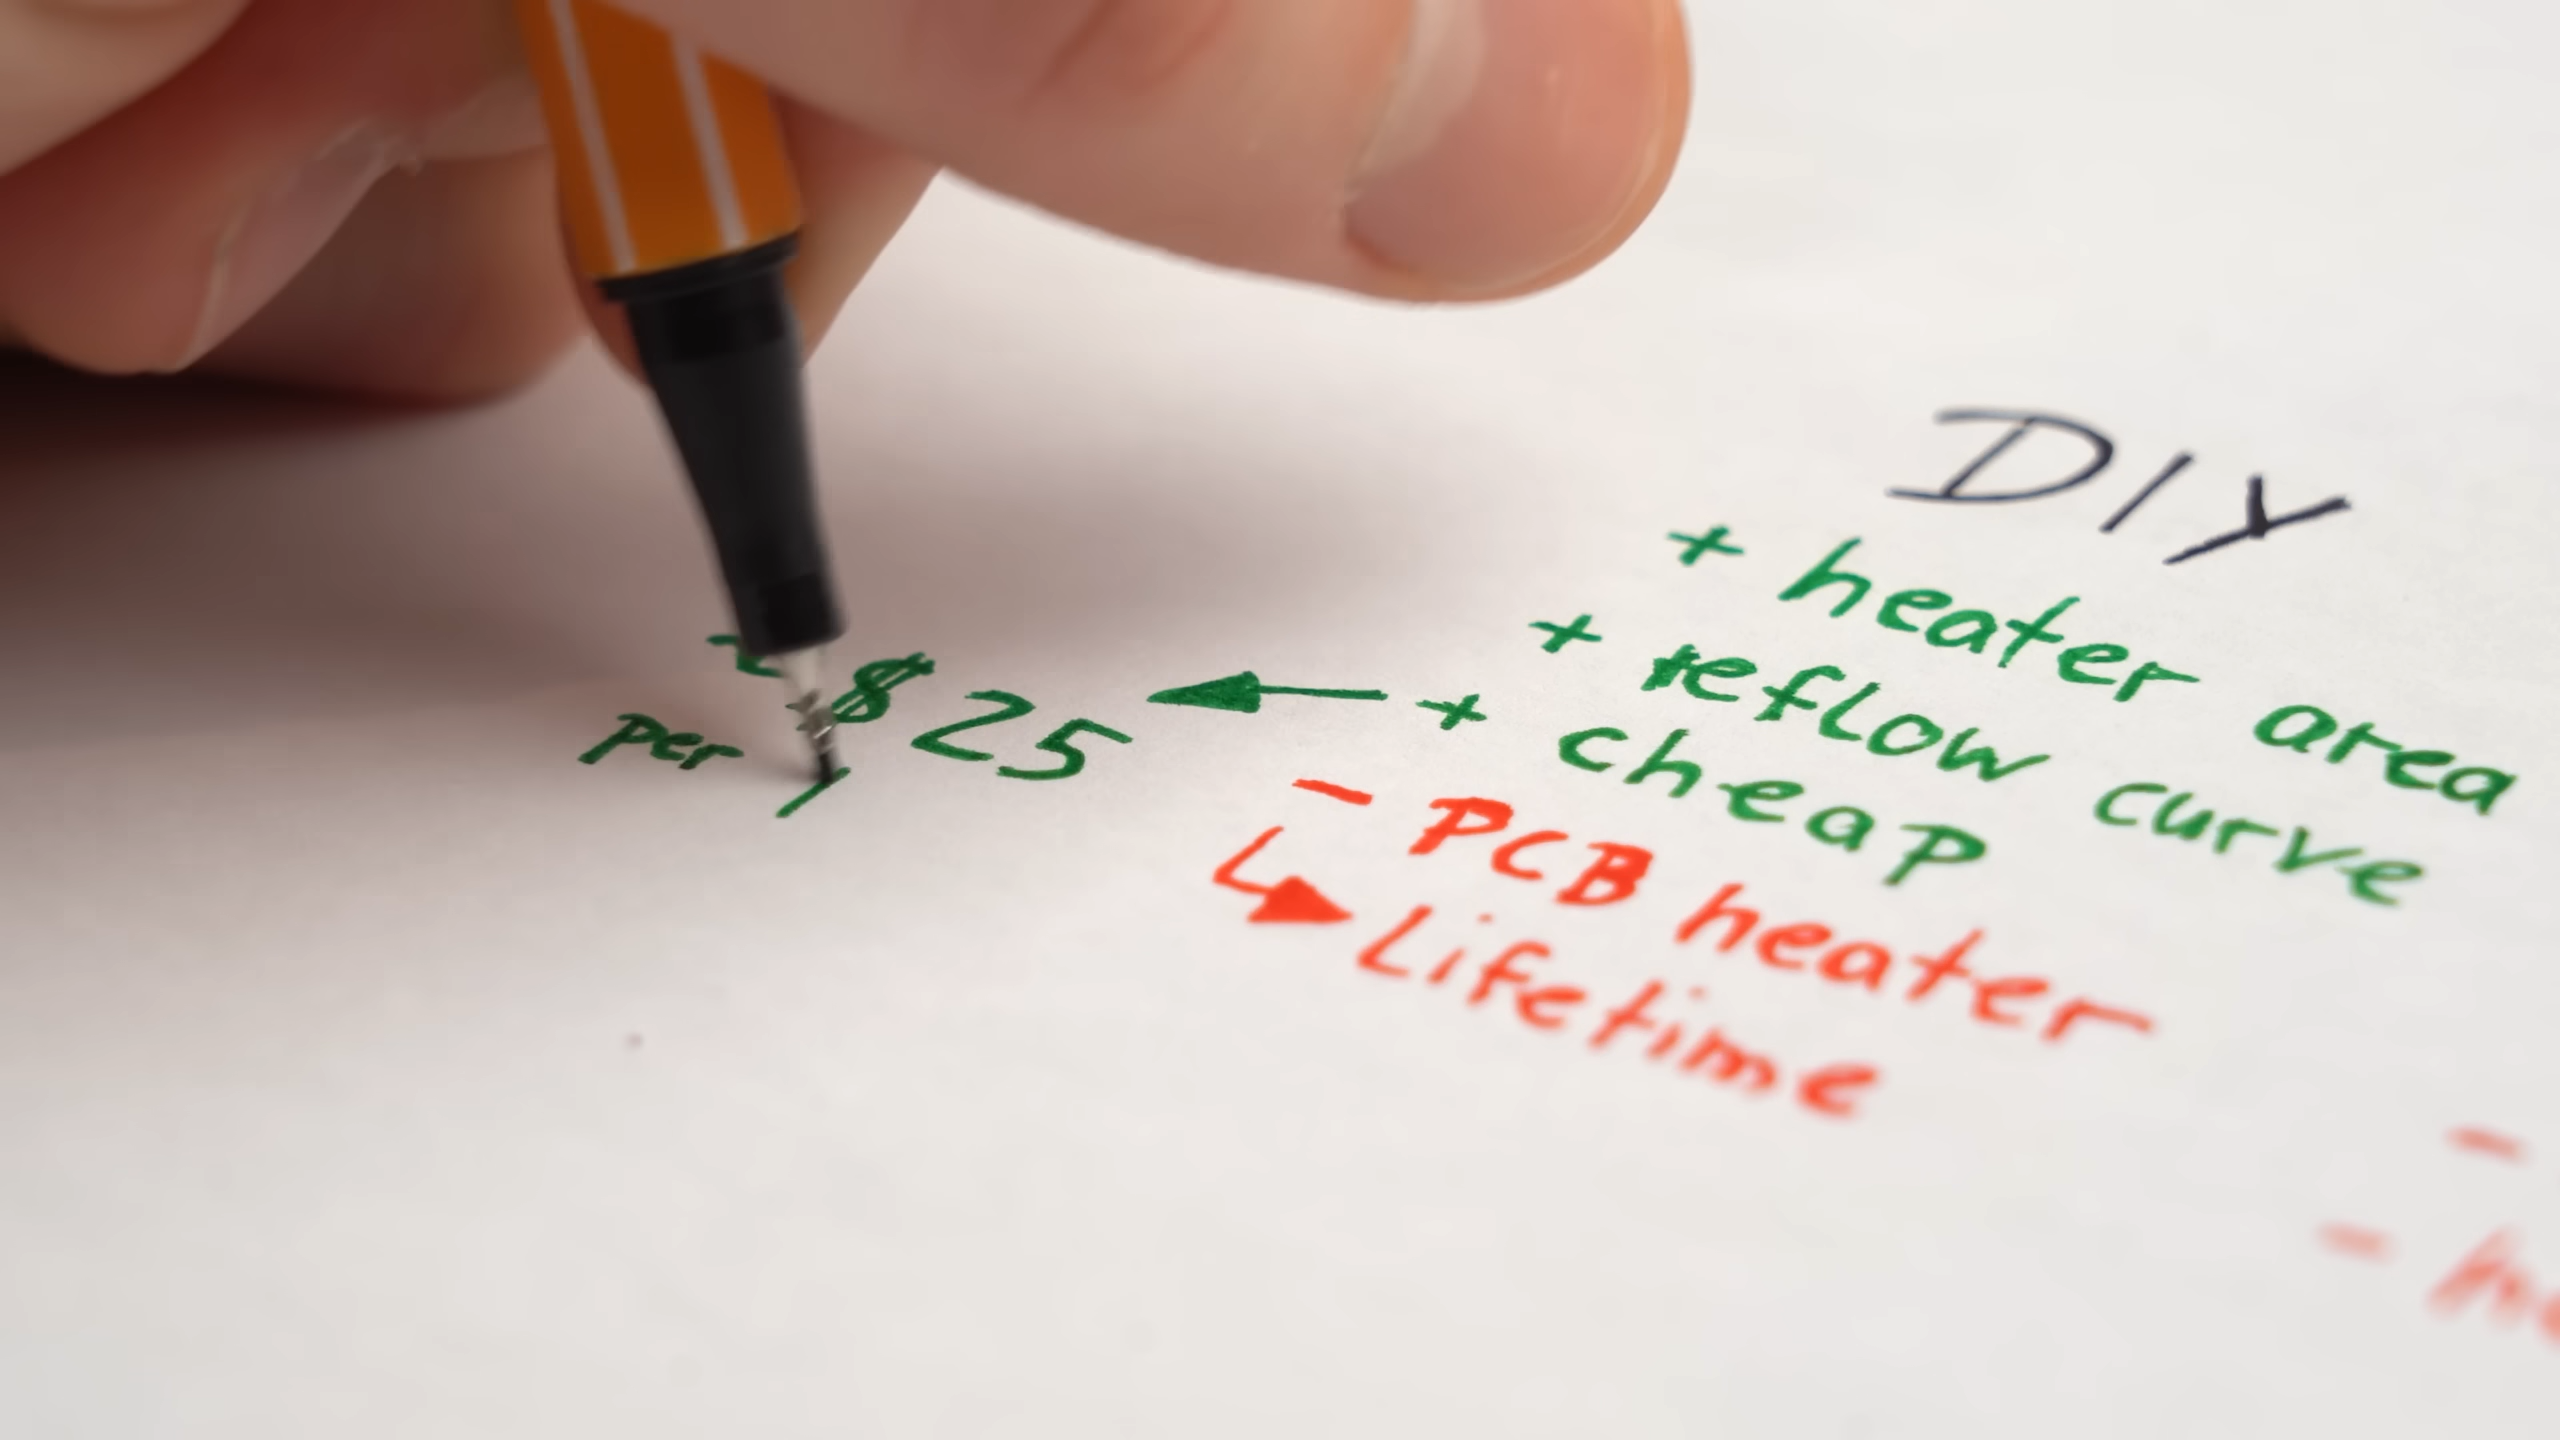 DIY
+ heater area
+ reflow curve
+ cheap
~ $25
per
- PCB heater
Lifetime